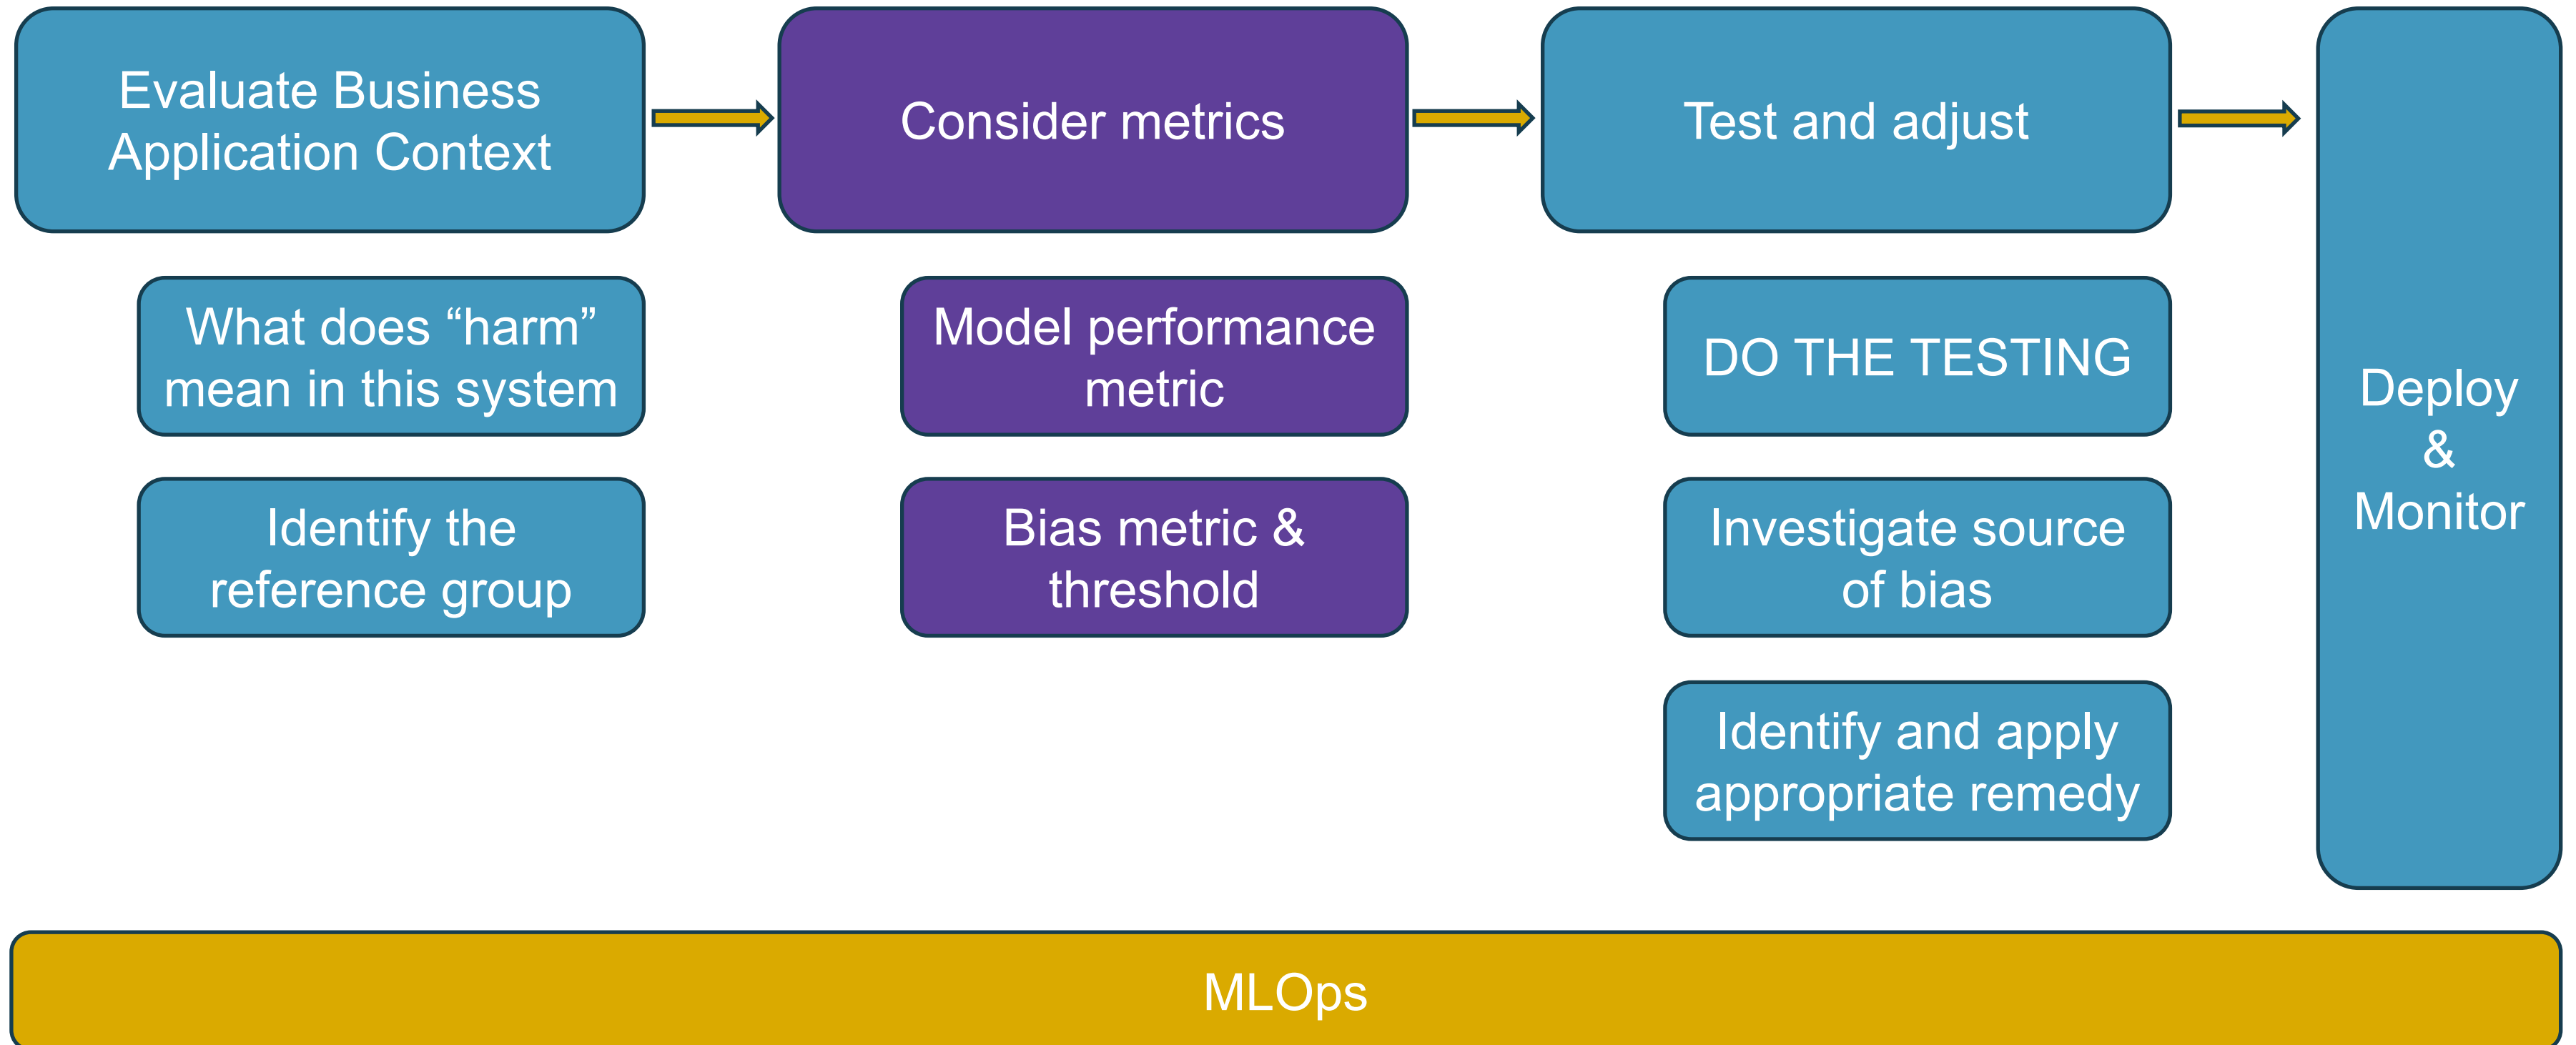 Evaluate Business
Application Context
Consider metrics
Test and adjust
What does “harm”
mean in this system
Identify the
reference group
Model performance
metric
Bias metric &
threshold
DO THE TESTING
Investigate source
of bias
Identify and apply
appropriate remedy
Deploy
&
Monitor
MLOps